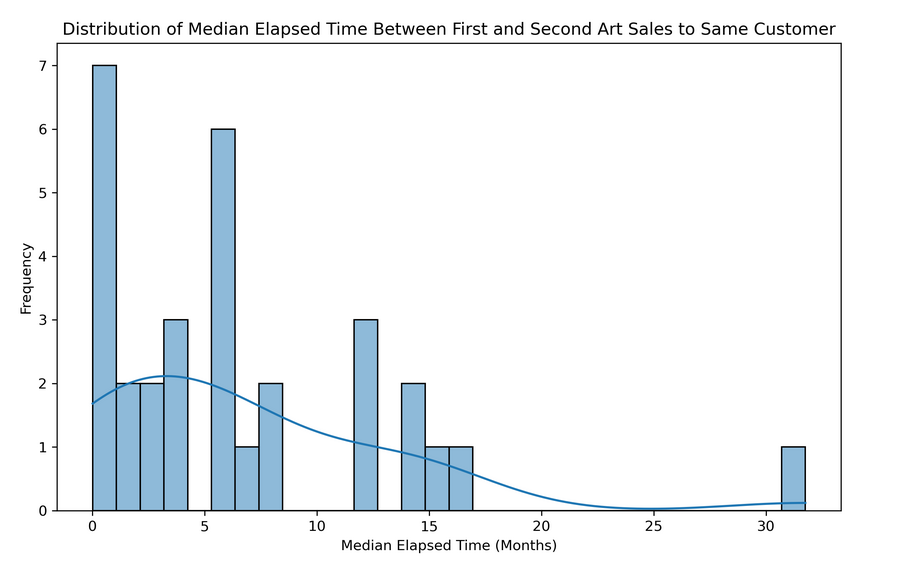 Distribution of Median Elapsed Time Between First and Second Art Sales to Same Customer
7
6
5
4
3
2
1
0
Frequency
0 5 10 15 20 25 30
Median Elapsed Time (Months)